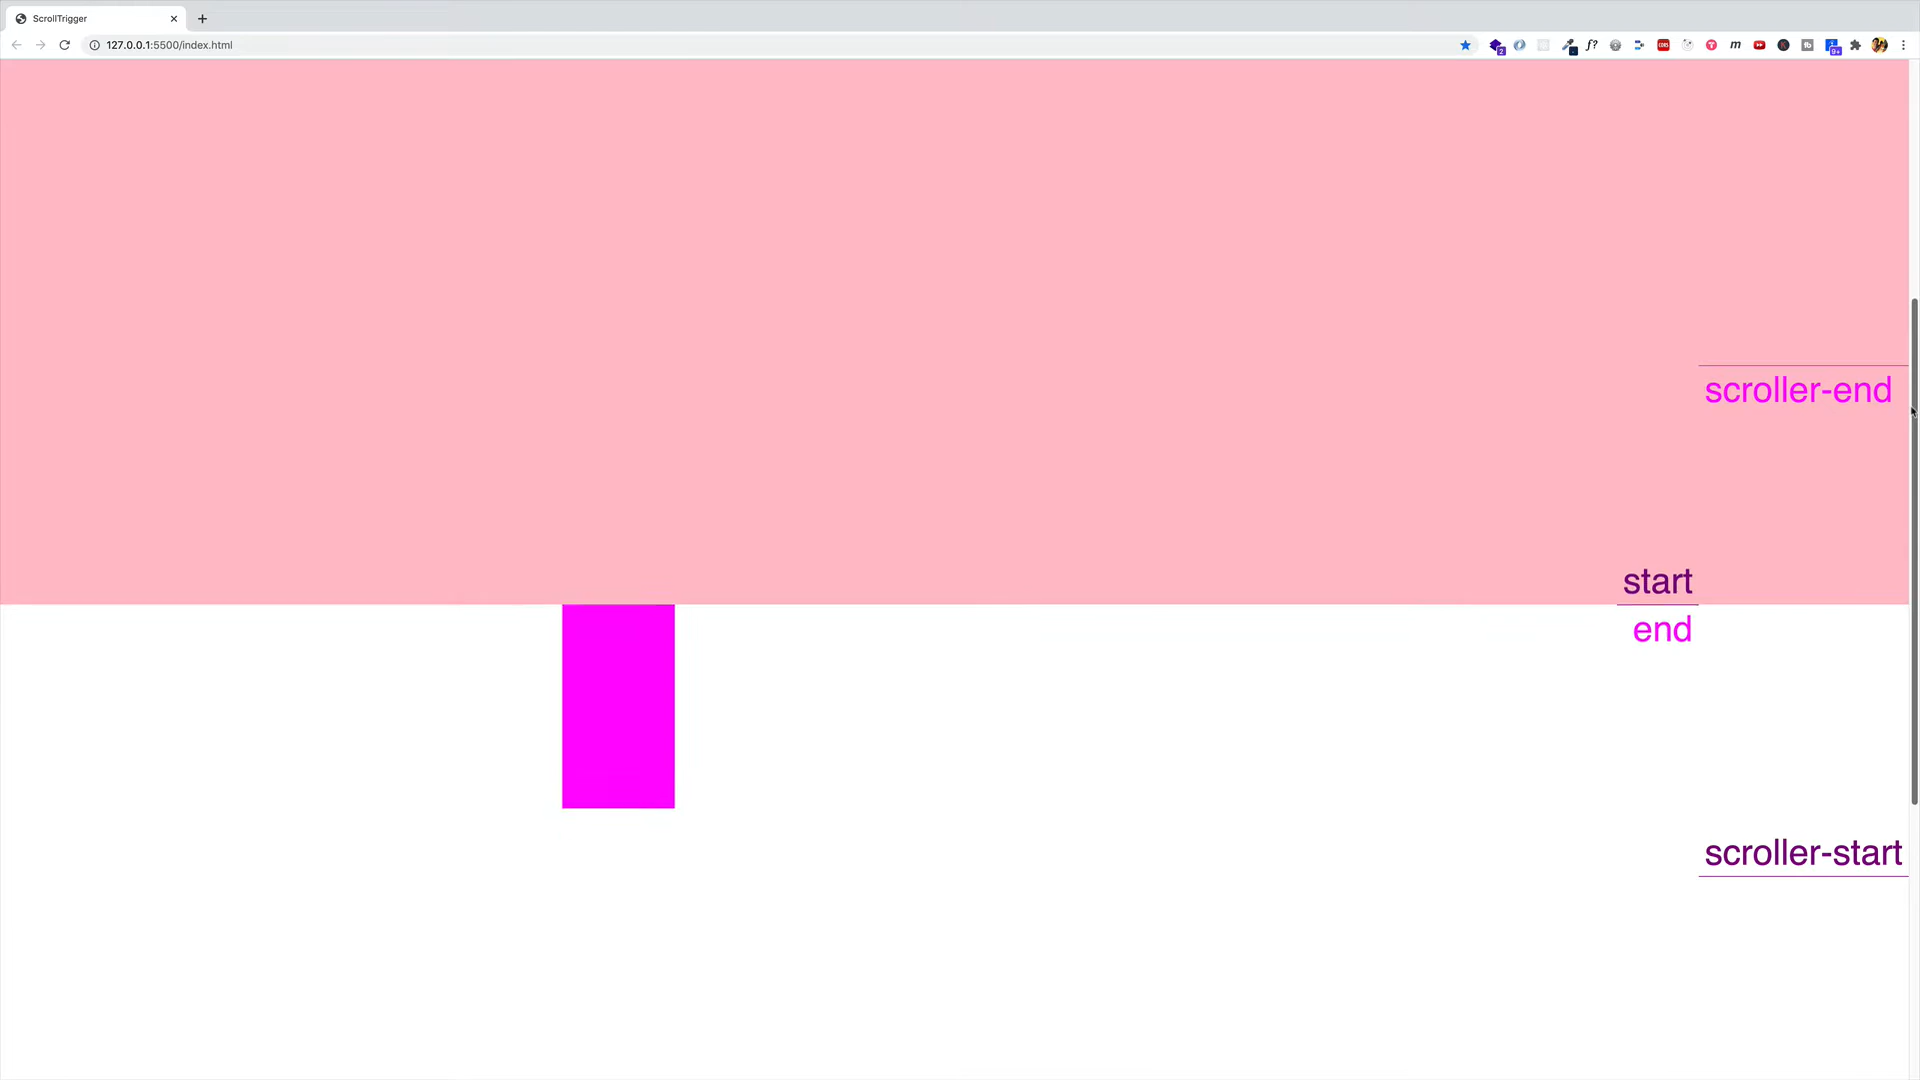 ScrollTrigger
127.0.0.1:5500/index.html
f?
m
scroller-end
start
end
scroller-start